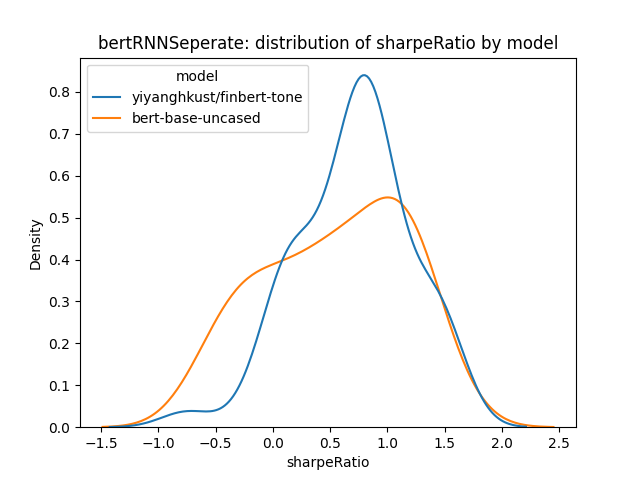 bertRNNSeperate: distribution of sharpeRatio by model
model
yiyanghkust/finbert-tone
bert-base-uncased
Density
0.8
0.7
0.6
0.5
0.4
0.3
0.2
0.1
0.0
−1.5 −1.0 −0.5 0.0 0.5 1.0 1.5 2.0 2.5
sharpeRatio